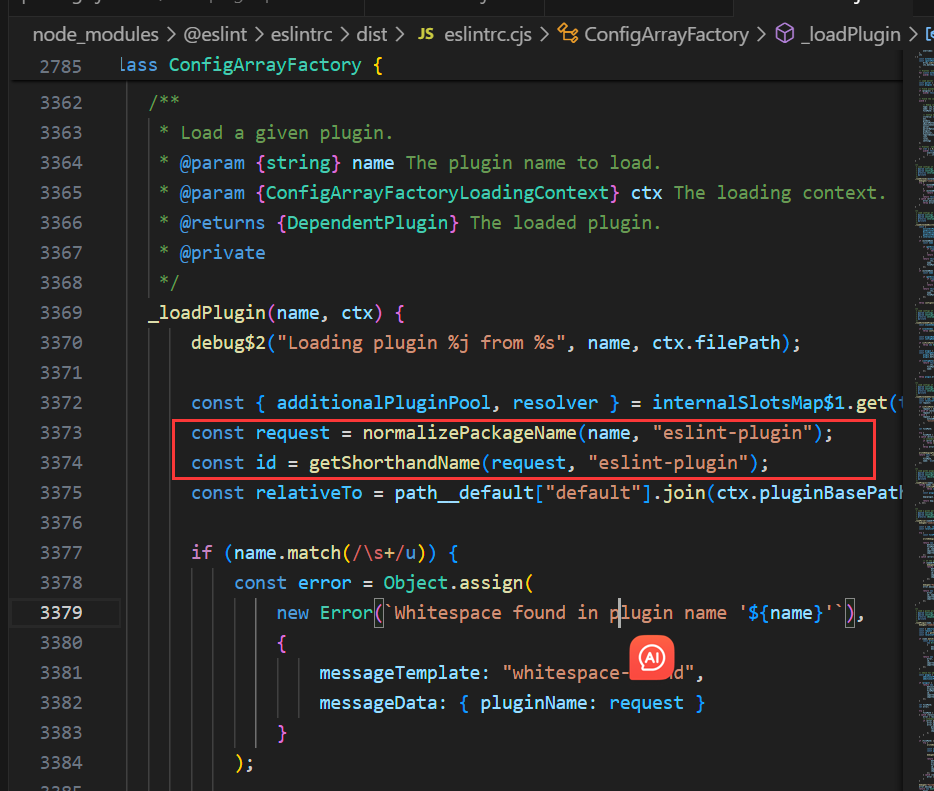 node_modules > @eslint > eslintrc > dist > JS eslintrc.cjs > ConfigArrayFactory > _loadPlugin >
2785 lass ConfigArrayFactory {
3362 /**
3363 * Load a given plugin.
3364 * @param {string} name The plugin name to load.
3365 * @param {ConfigArrayFactoryLoadingContext} ctx The loading context.
3366 * @returns {DependentPlugin} The loaded plugin.
3367 * @private
3368 */
3369 _loadPlugin(name, ctx) {
3370 debug$2("Loading plugin %j from %s", name, ctx.filePath);
3371
3372 const { additionalPluginPool, resolver } = internalSlotsMap$1.get(
3373 const request = normalizePackageName(name, "eslint-plugin");
3374 const id = getShorthandName(request, "eslint-plugin");
3375 const relativeTo = path__default["default"].join(ctx.pluginBasePath
3376
3377 if (name.match(/\s+/u)) {
3378 const error = Object.assign(
3379 new Error(`Whitespace found in plugin name '${name}'`),
3380 {
AI
3381 messageTemplate: "whitespace-nd",
3382 messageData: { pluginName: request }
3383 }
3384 );